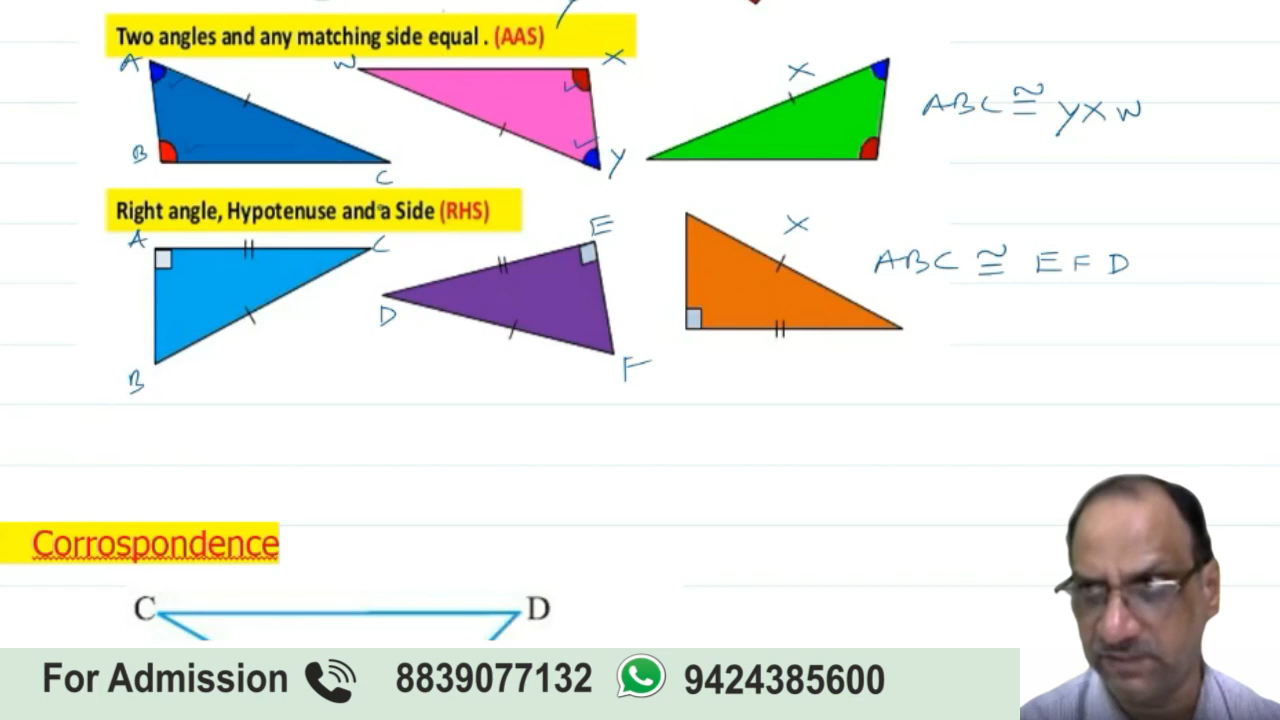 Two angles and any matching side equal . (AAS)
A
W
X
X
B
C
Y
ABC ≅ YXW
Right angle, Hypotenuse and a Side (RHS)
A
C
E
X
D
B
F
ABC ≅ EFD
Corrospondence
C
D
For Admission 8839077132 9424385600